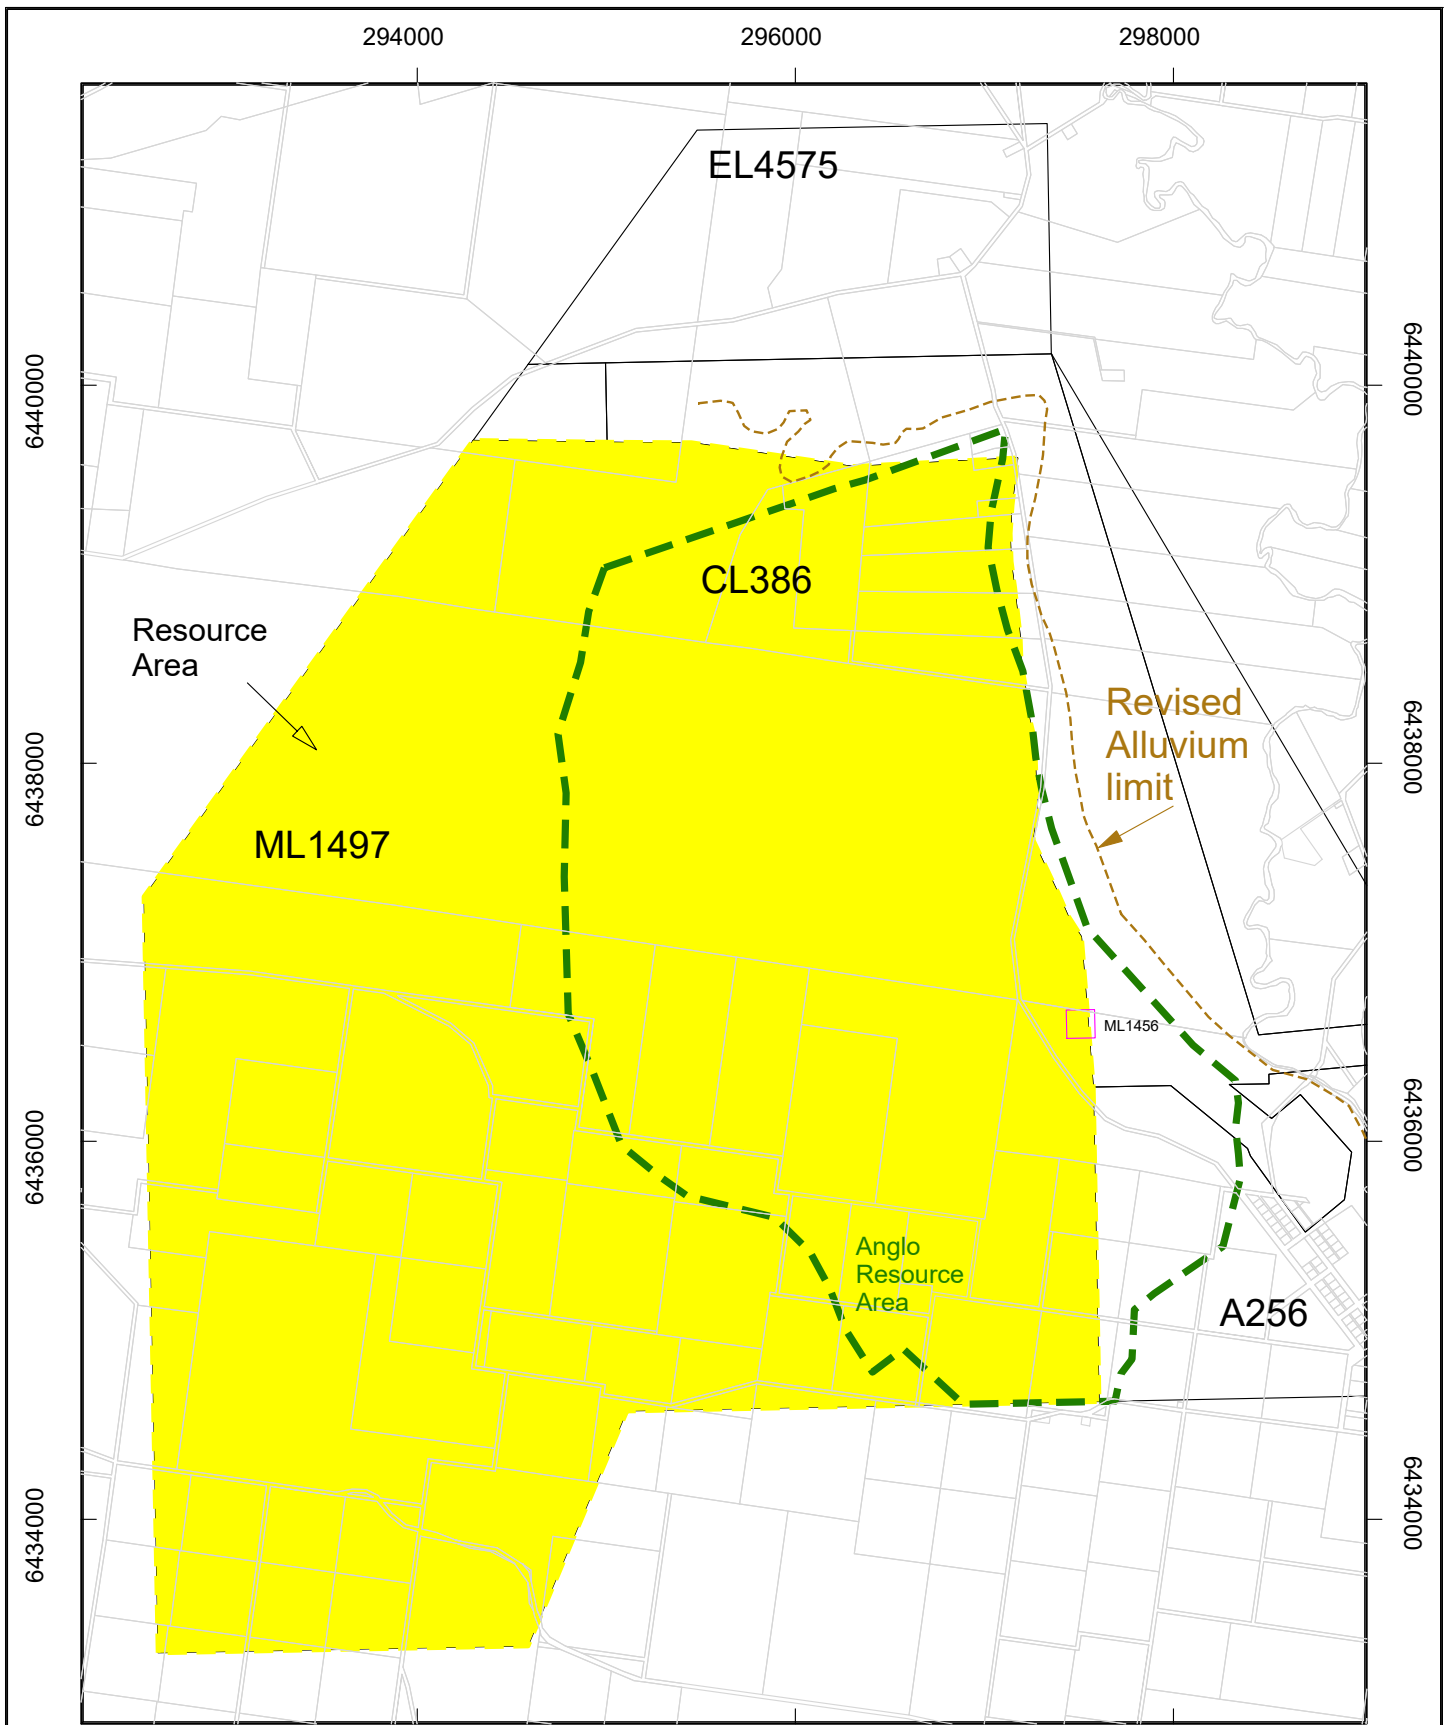 294000
296000
298000
EL4575
6440000
6440000
CL386
Resource
Area
Revised
Alluvium
limit
6438000
6438000
ML1497
ML1456
6436000
6436000
Anglo
Resource
Area
A256
6434000
6434000